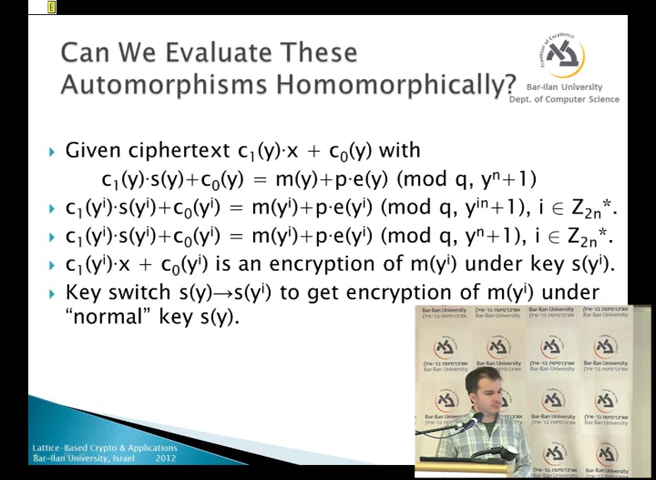 E
Can We Evaluate These
Automorphisms Homomorphically?
Bar-Ilan University
Dept. of Computer Science
Given ciphertext c₁(y)·x + c₀(y) with
c₁(y)·s(y)+c₀(y) = m(y)+p·e(y) (mod q, yⁿ+1)
c₁(yⁱ)·s(yⁱ)+c₀(yⁱ) = m(yⁱ)+p·e(yⁱ) (mod q, yⁱⁿ+1), i ∈ Z₂ₙ*.
c₁(yⁱ)·s(yⁱ)+c₀(yⁱ) = m(yⁱ)+p·e(yⁱ) (mod q, yⁿ+1), i ∈ Z₂ₙ*.
c₁(yⁱ)·x + c₀(yⁱ) is an encryption of m(yⁱ) under key s(yⁱ).
Key switch s(y)→s(yⁱ) to get encryption of m(yⁱ) under
“normal” key s(y).
Lattice-Based Crypto & Applications
Bar-Ilan University, Israel 2012